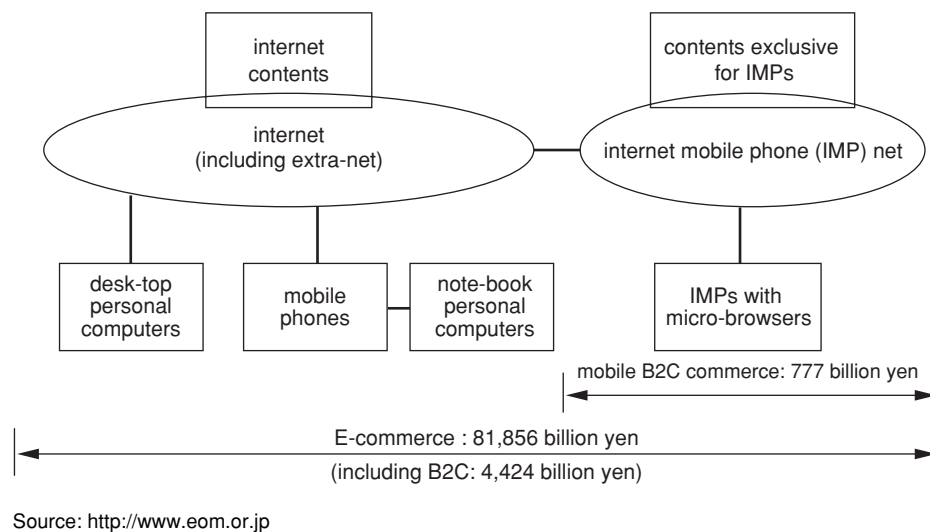 internet
contents
contents exclusive
for IMPs
internet
(including extra-net)
internet mobile phone (IMP) net
desk-top
personal
computers
mobile
phones
note-book
personal
computers
IMPs with
micro-browsers
mobile B2C commerce: 777 billion yen
E-commerce : 81,856 billion yen
(including B2C: 4,424 billion yen)
Source: http://www.eom.or.jp